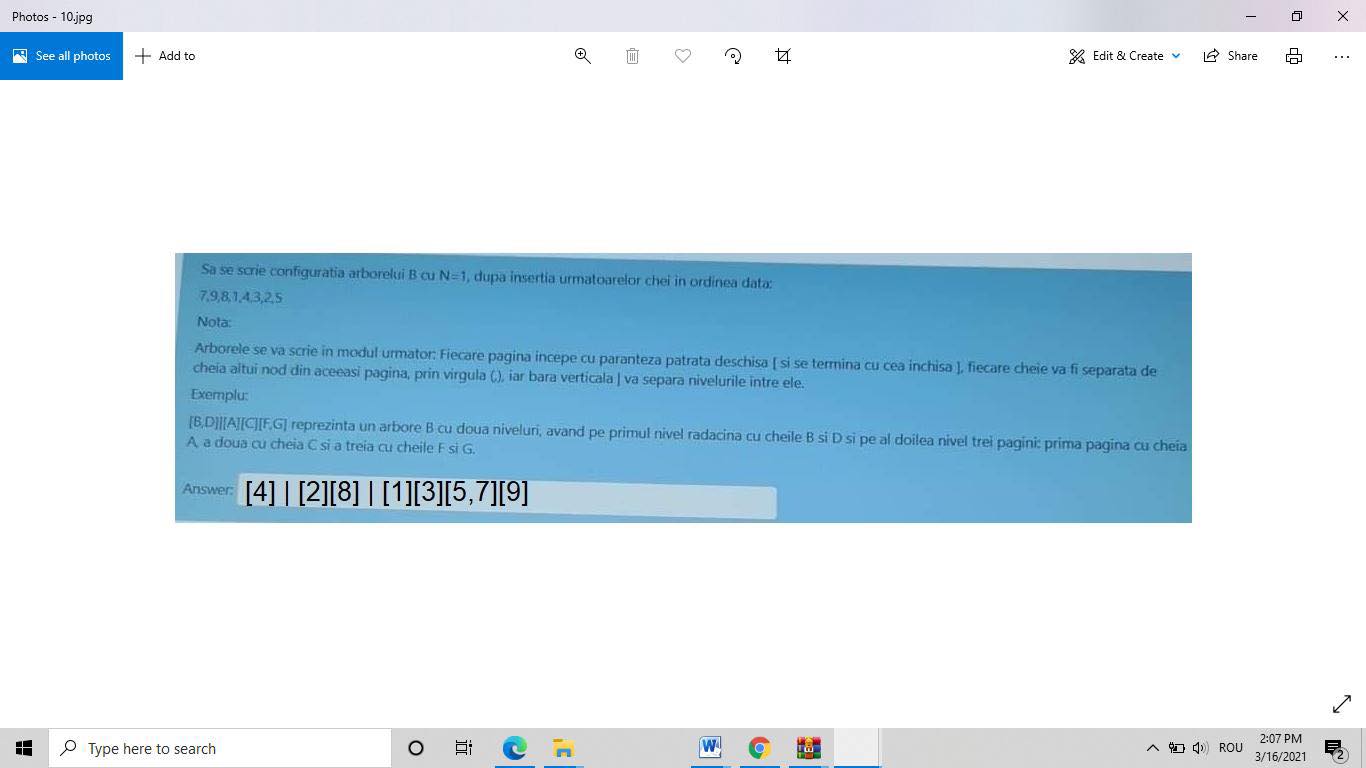 Photos - 10.jpg
See all photos
Add to
Edit & Create
Share
Sa se scrie configuratia arborelui B cu N=1, dupa insertia urmatoarelor chei in ordinea data:
7,9,8,1,4,3,2,5
Nota:
Arborele se va scrie in modul urmator: Fiecare pagina incepe cu paranteza patrata deschisa [ si se termina cu cea inchisa ], fiecare cheie va fi separata de
cheia altui nod din aceeasi pagina, prin virgula (,), iar bara verticala | va separa nivelurile intre ele.
Exemplu:
[B,D]|[A][C][F,G] reprezinta un arbore B cu doua niveluri, avand pe primul nivel radacina cu cheile B si D si pe al doilea nivel trei pagini: prima pagina cu cheia
A, a doua cu cheia C si a treia cu cheile F si G.
Answer: [4] | [2][8] | [1][3][5,7][9]
Type here to search
ROU
2:07 PM
3/16/2021
2